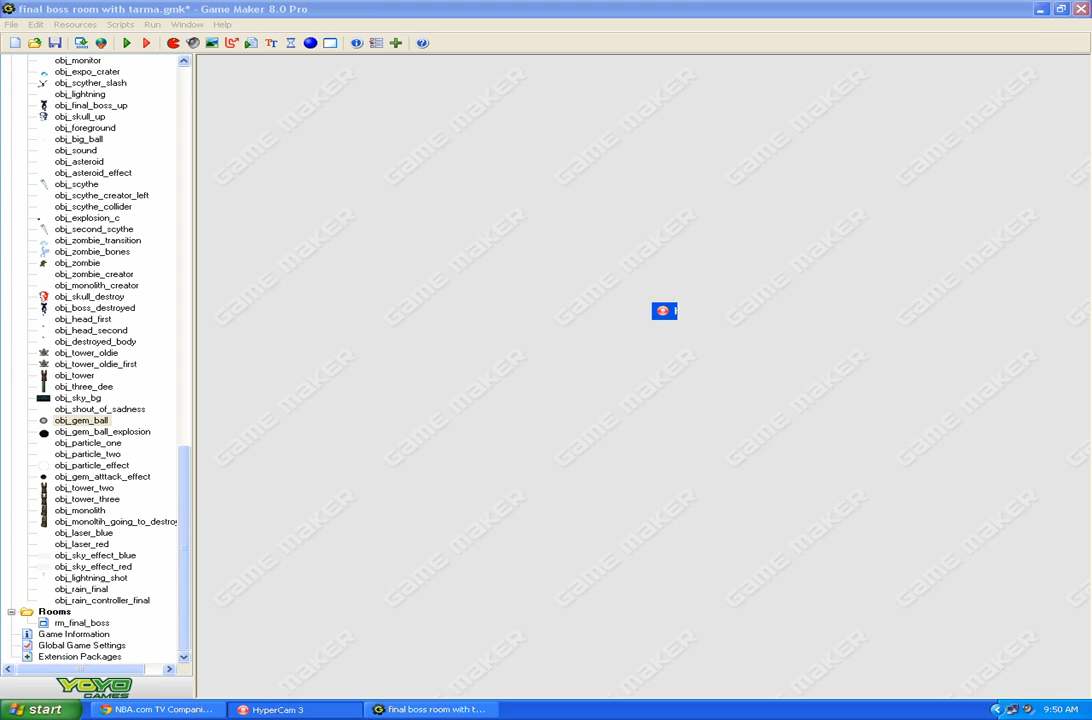 final boss room with tarma.gmk* - Game Maker 8.0 Pro
File Edit Resources Scripts Run Window Help
obj_monitor
obj_expo_crater
obj_scyther_slash
obj_lightning
obj_final_boss_up
obj_skull_up
obj_foreground
obj_big_ball
obj_sound
obj_asteroid
obj_asteroid_effect
obj_scythe
obj_scythe_creator_left
obj_scythe_collider
obj_explosion_c
obj_second_scythe
obj_zombie_transition
obj_zombie_bones
obj_zombie
obj_zombie_creator
obj_monolith_creator
obj_skull_destroy
obj_boss_destroyed
obj_head_first
obj_head_second
obj_destroyed_body
obj_tower_oldie
obj_tower_oldie_first
obj_tower
obj_three_dee
obj_sky_bg
obj_shout_of_sadness
obj_gem_ball
obj_gem_ball_explosion
obj_particle_one
obj_particle_two
obj_particle_effect
obj_gem_atttack_effect
obj_tower_two
obj_tower_three
obj_monolith
obj_monoltih_going_to_destroy
obj_laser_blue
obj_laser_red
obj_sky_effect_blue
obj_sky_effect_red
obj_lightning_shot
obj_rain_final
obj_rain_controller_final
Rooms
rm_final_boss
Game Information
Global Game Settings
Extension Packages
YOYO
GAMES
GAME MAKER
start NBA.com TV Compani... HyperCam 3 final boss room with t... 9:50 AM